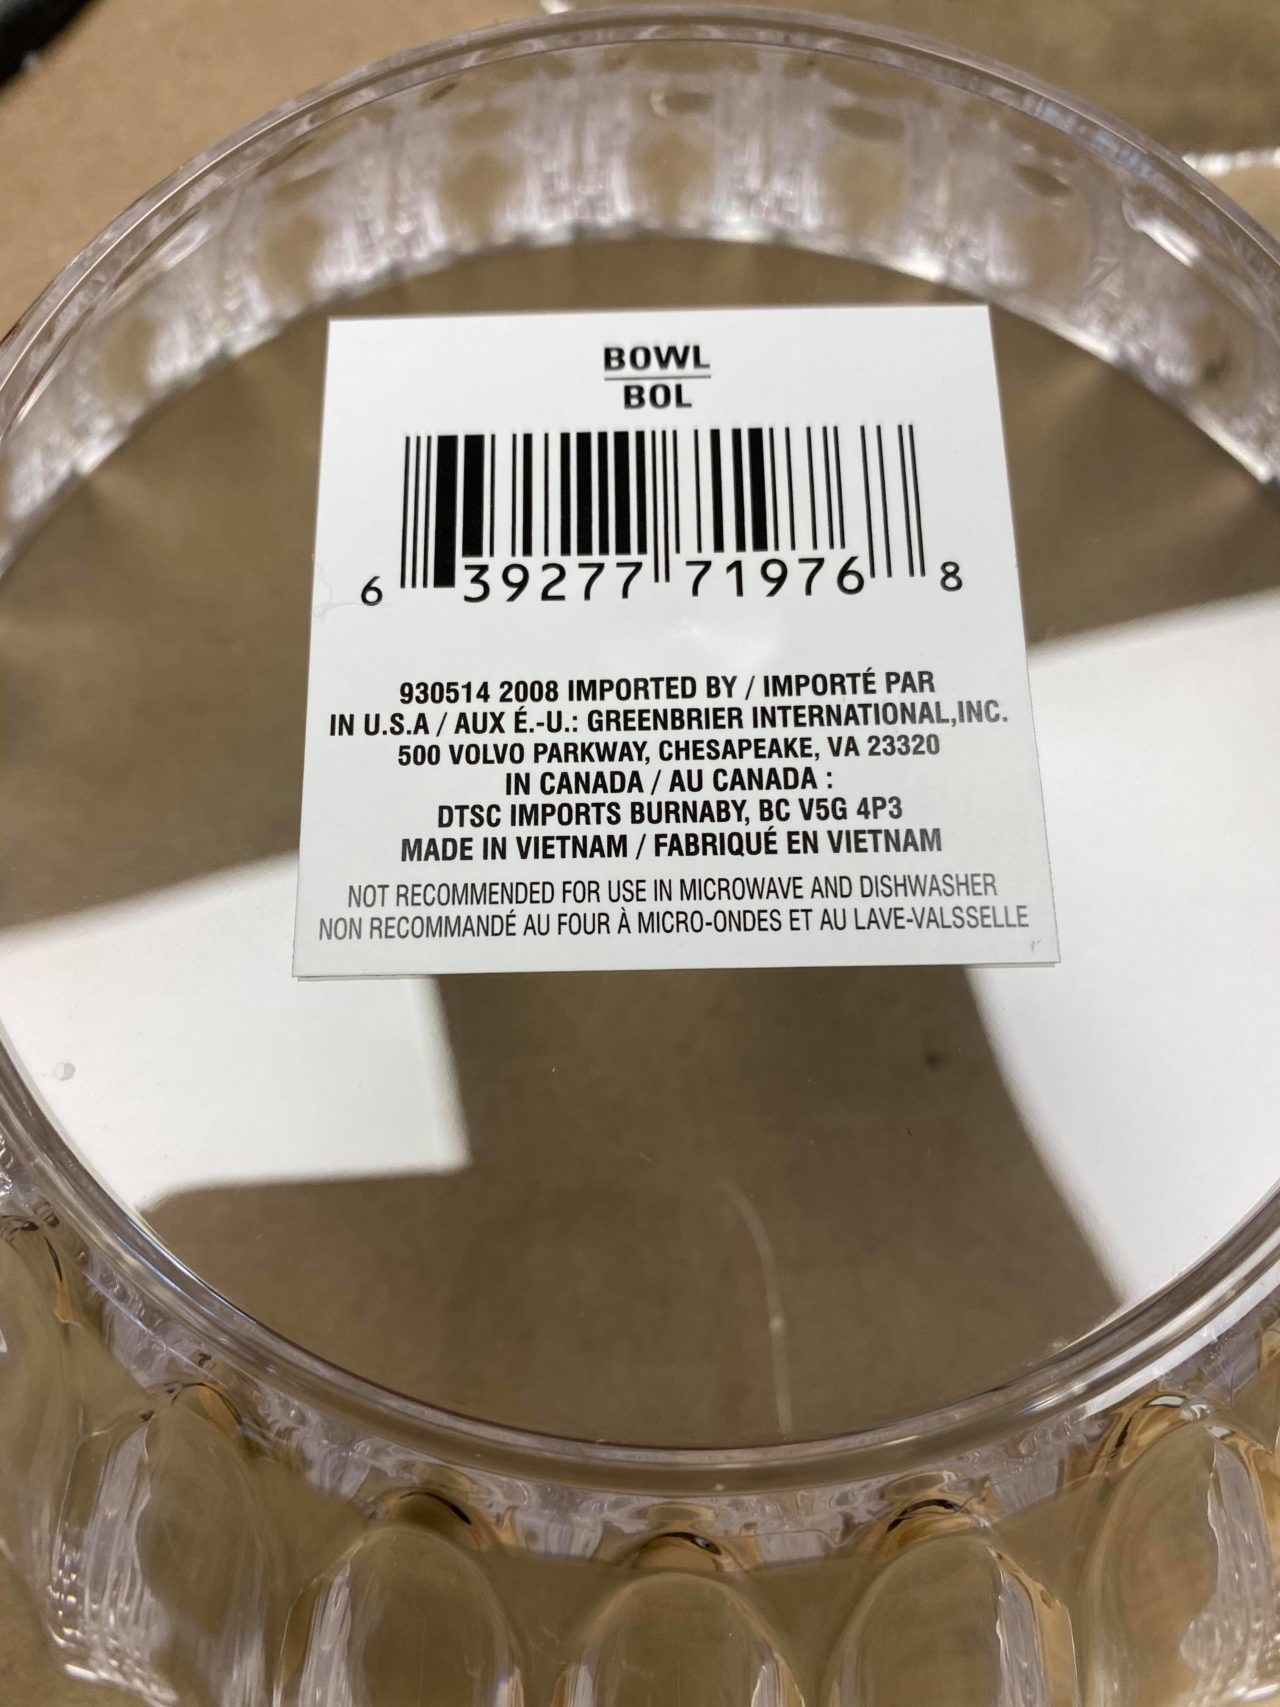 BOWL
BOL
6 39277 71976 8
930514 2008 IMPORTED BY / IMPORTÉ PAR
IN U.S.A / AUX É.-U.: GREENBRIER INTERNATIONAL,INC.
500 VOLVO PARKWAY, CHESAPEAKE, VA 23320
IN CANADA / AU CANADA :
DTSC IMPORTS BURNABY, BC V5G 4P3
MADE IN VIETNAM / FABRIQUÉ EN VIETNAM
NOT RECOMMENDED FOR USE IN MICROWAVE AND DISHWASHER
NON RECOMMANDÉ AU FOUR À MICRO-ONDES ET AU LAVE-VALSSELLE